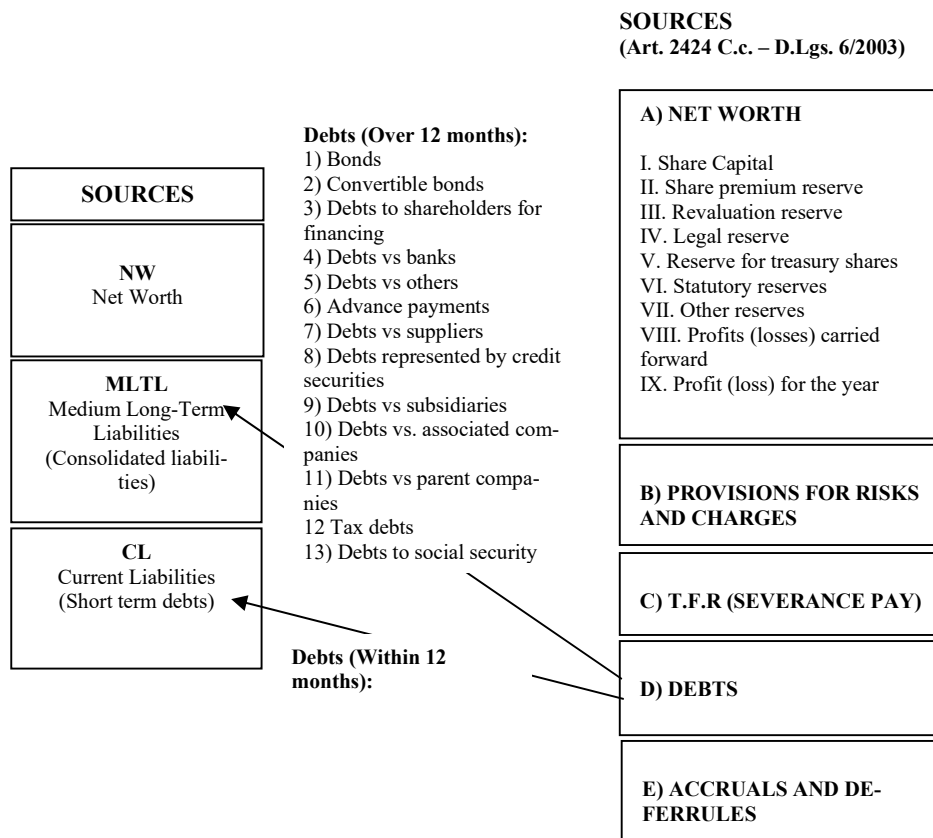 SOURCES
(Art. 2424 C.c. – D.Lgs. 6/2003)
SOURCES
NW
Net Worth
MLTL
Medium Long-Term
Liabilities
(Consolidated liabili-
ties)
CL
Current Liabilities
(Short term debts)
Debts (Over 12 months):
1) Bonds
2) Convertible bonds
3) Debts to shareholders for
financing
4) Debts vs banks
5) Debts vs others
6) Advance payments
7) Debts vs suppliers
8) Debts represented by credit
securities
9) Debts vs subsidiaries
10) Debts vs. associated com-
panies
11) Debts vs parent compa-
nies
12 Tax debts
13) Debts to social security
Debts (Within 12
months):
A) NET WORTH
I. Share Capital
II. Share premium reserve
III. Revaluation reserve
IV. Legal reserve
V. Reserve for treasury shares
VI. Statutory reserves
VII. Other reserves
VIII. Profits (losses) carried
forward
IX. Profit (loss) for the year
B) PROVISIONS FOR RISKS
AND CHARGES
C) T.F.R (SEVERANCE PAY)
D) DEBTS
E) ACCRUALS AND DE-
FERRULES